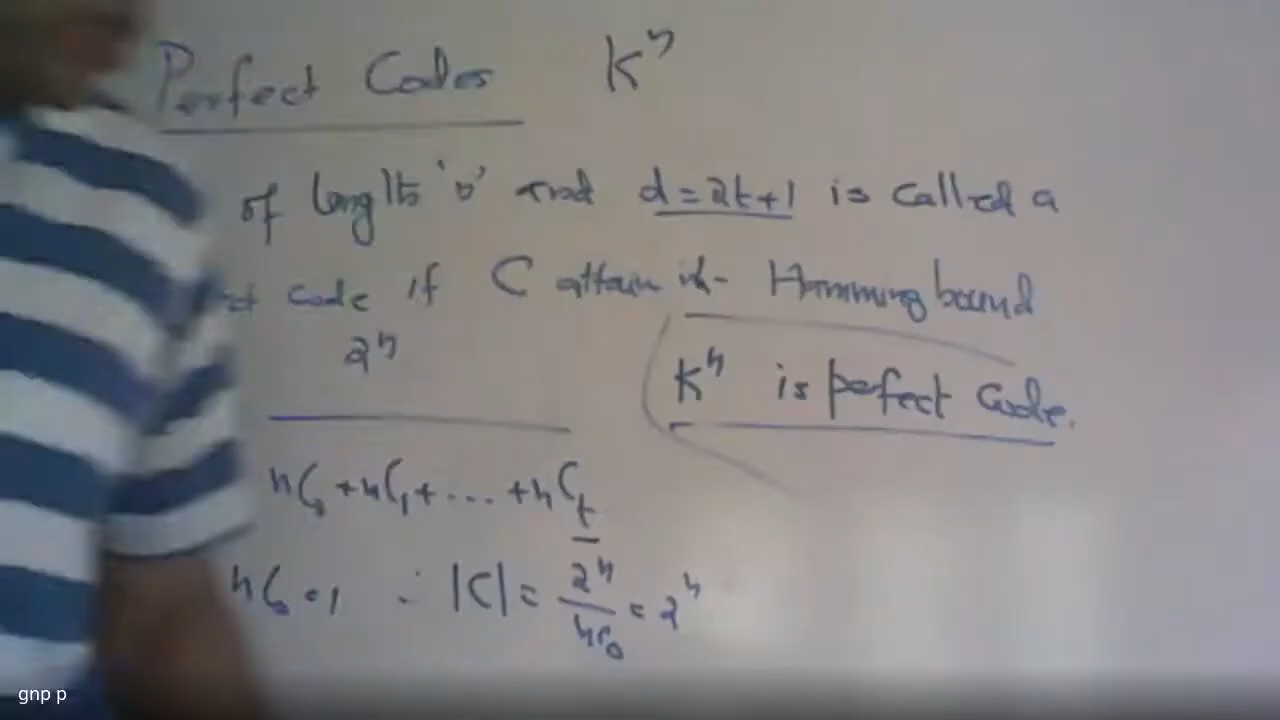 Perfect Codes K^n
of length 'n' and d=2t+1 is called a
ct code if C attain Hamming bound
2^n
K^n is perfect Code.
nC0 + nC1 + ... + nCt
nC0 = 1 ∴ |C| = 2^n / nC0 = 2^n
gnp p